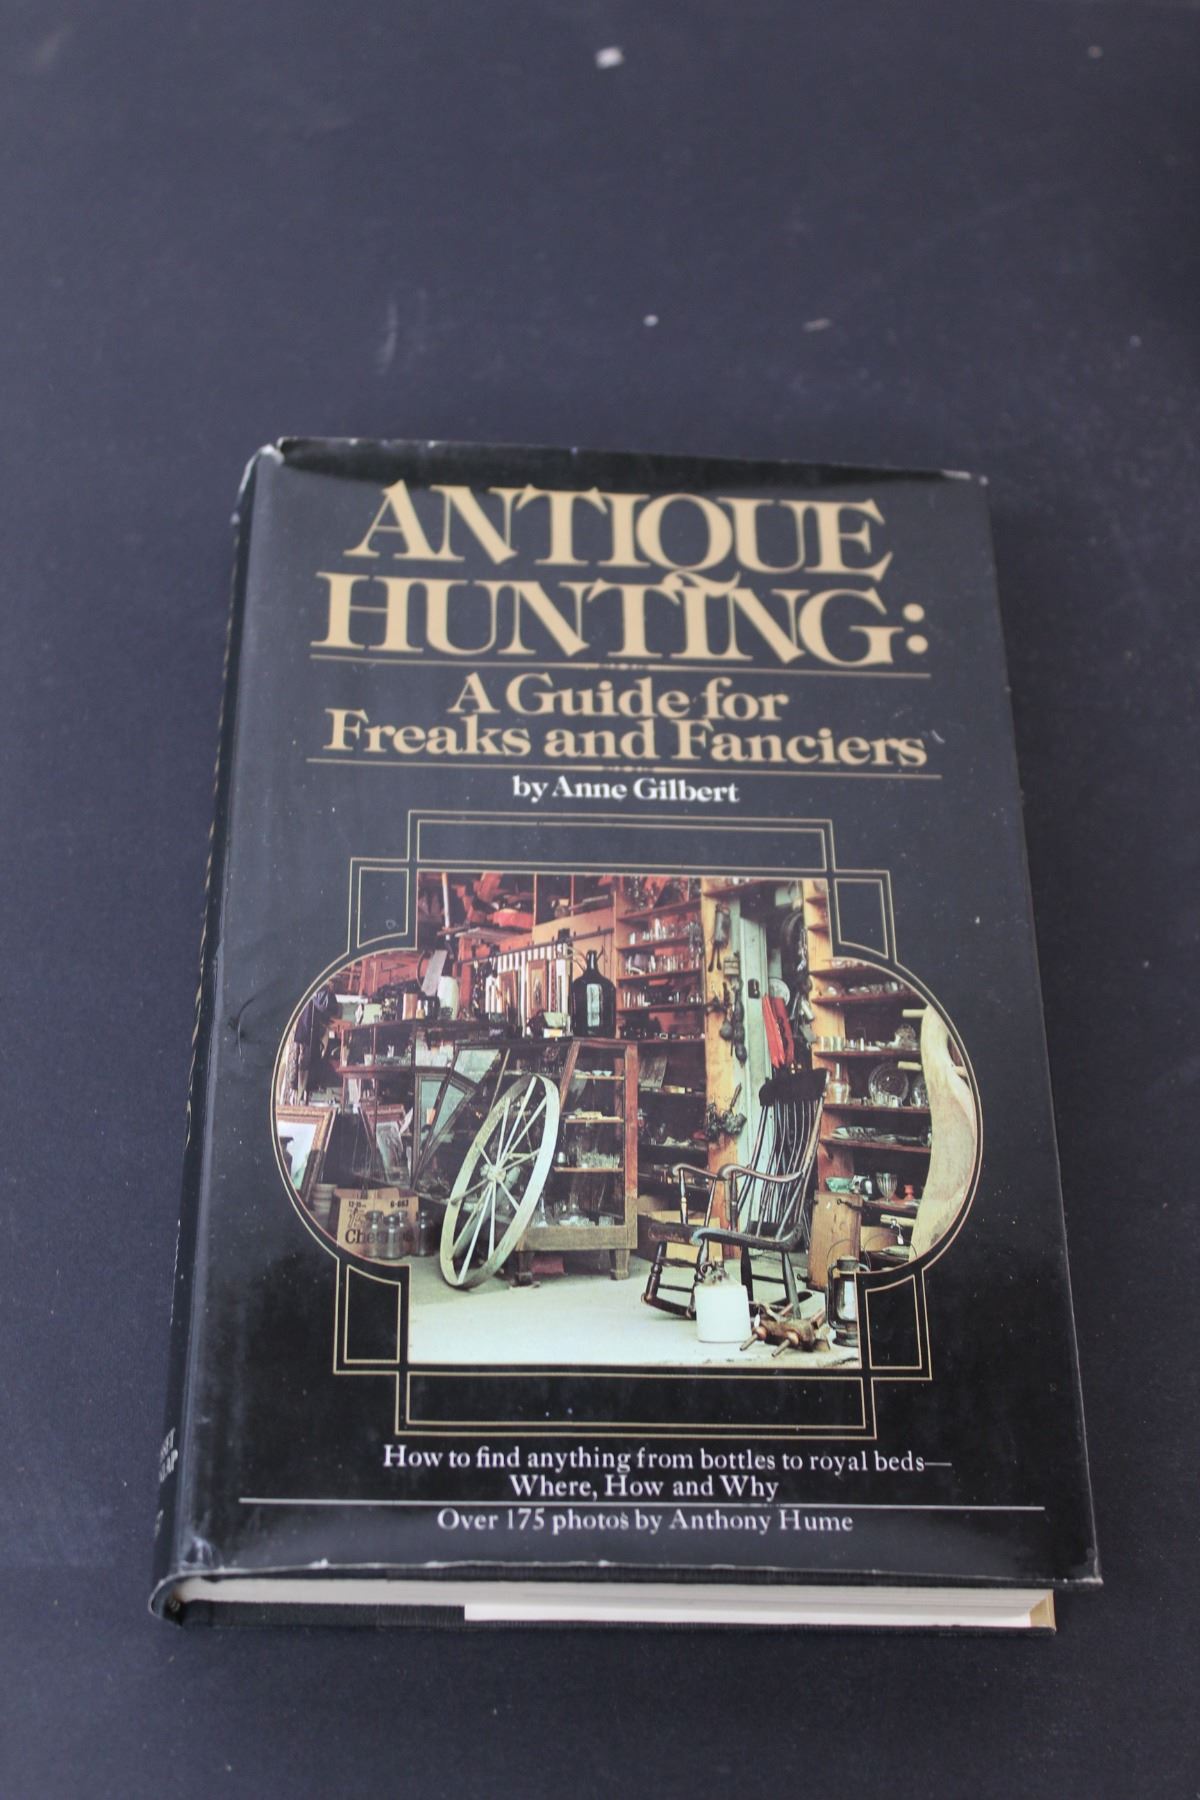 ANTIQUE
HUNTING:
A Guide for
Freaks and Fanciers
by Anne Gilbert
How to find anything from bottles to royal beds—
Where, How and Why
Over 175 photos by Anthony Hume